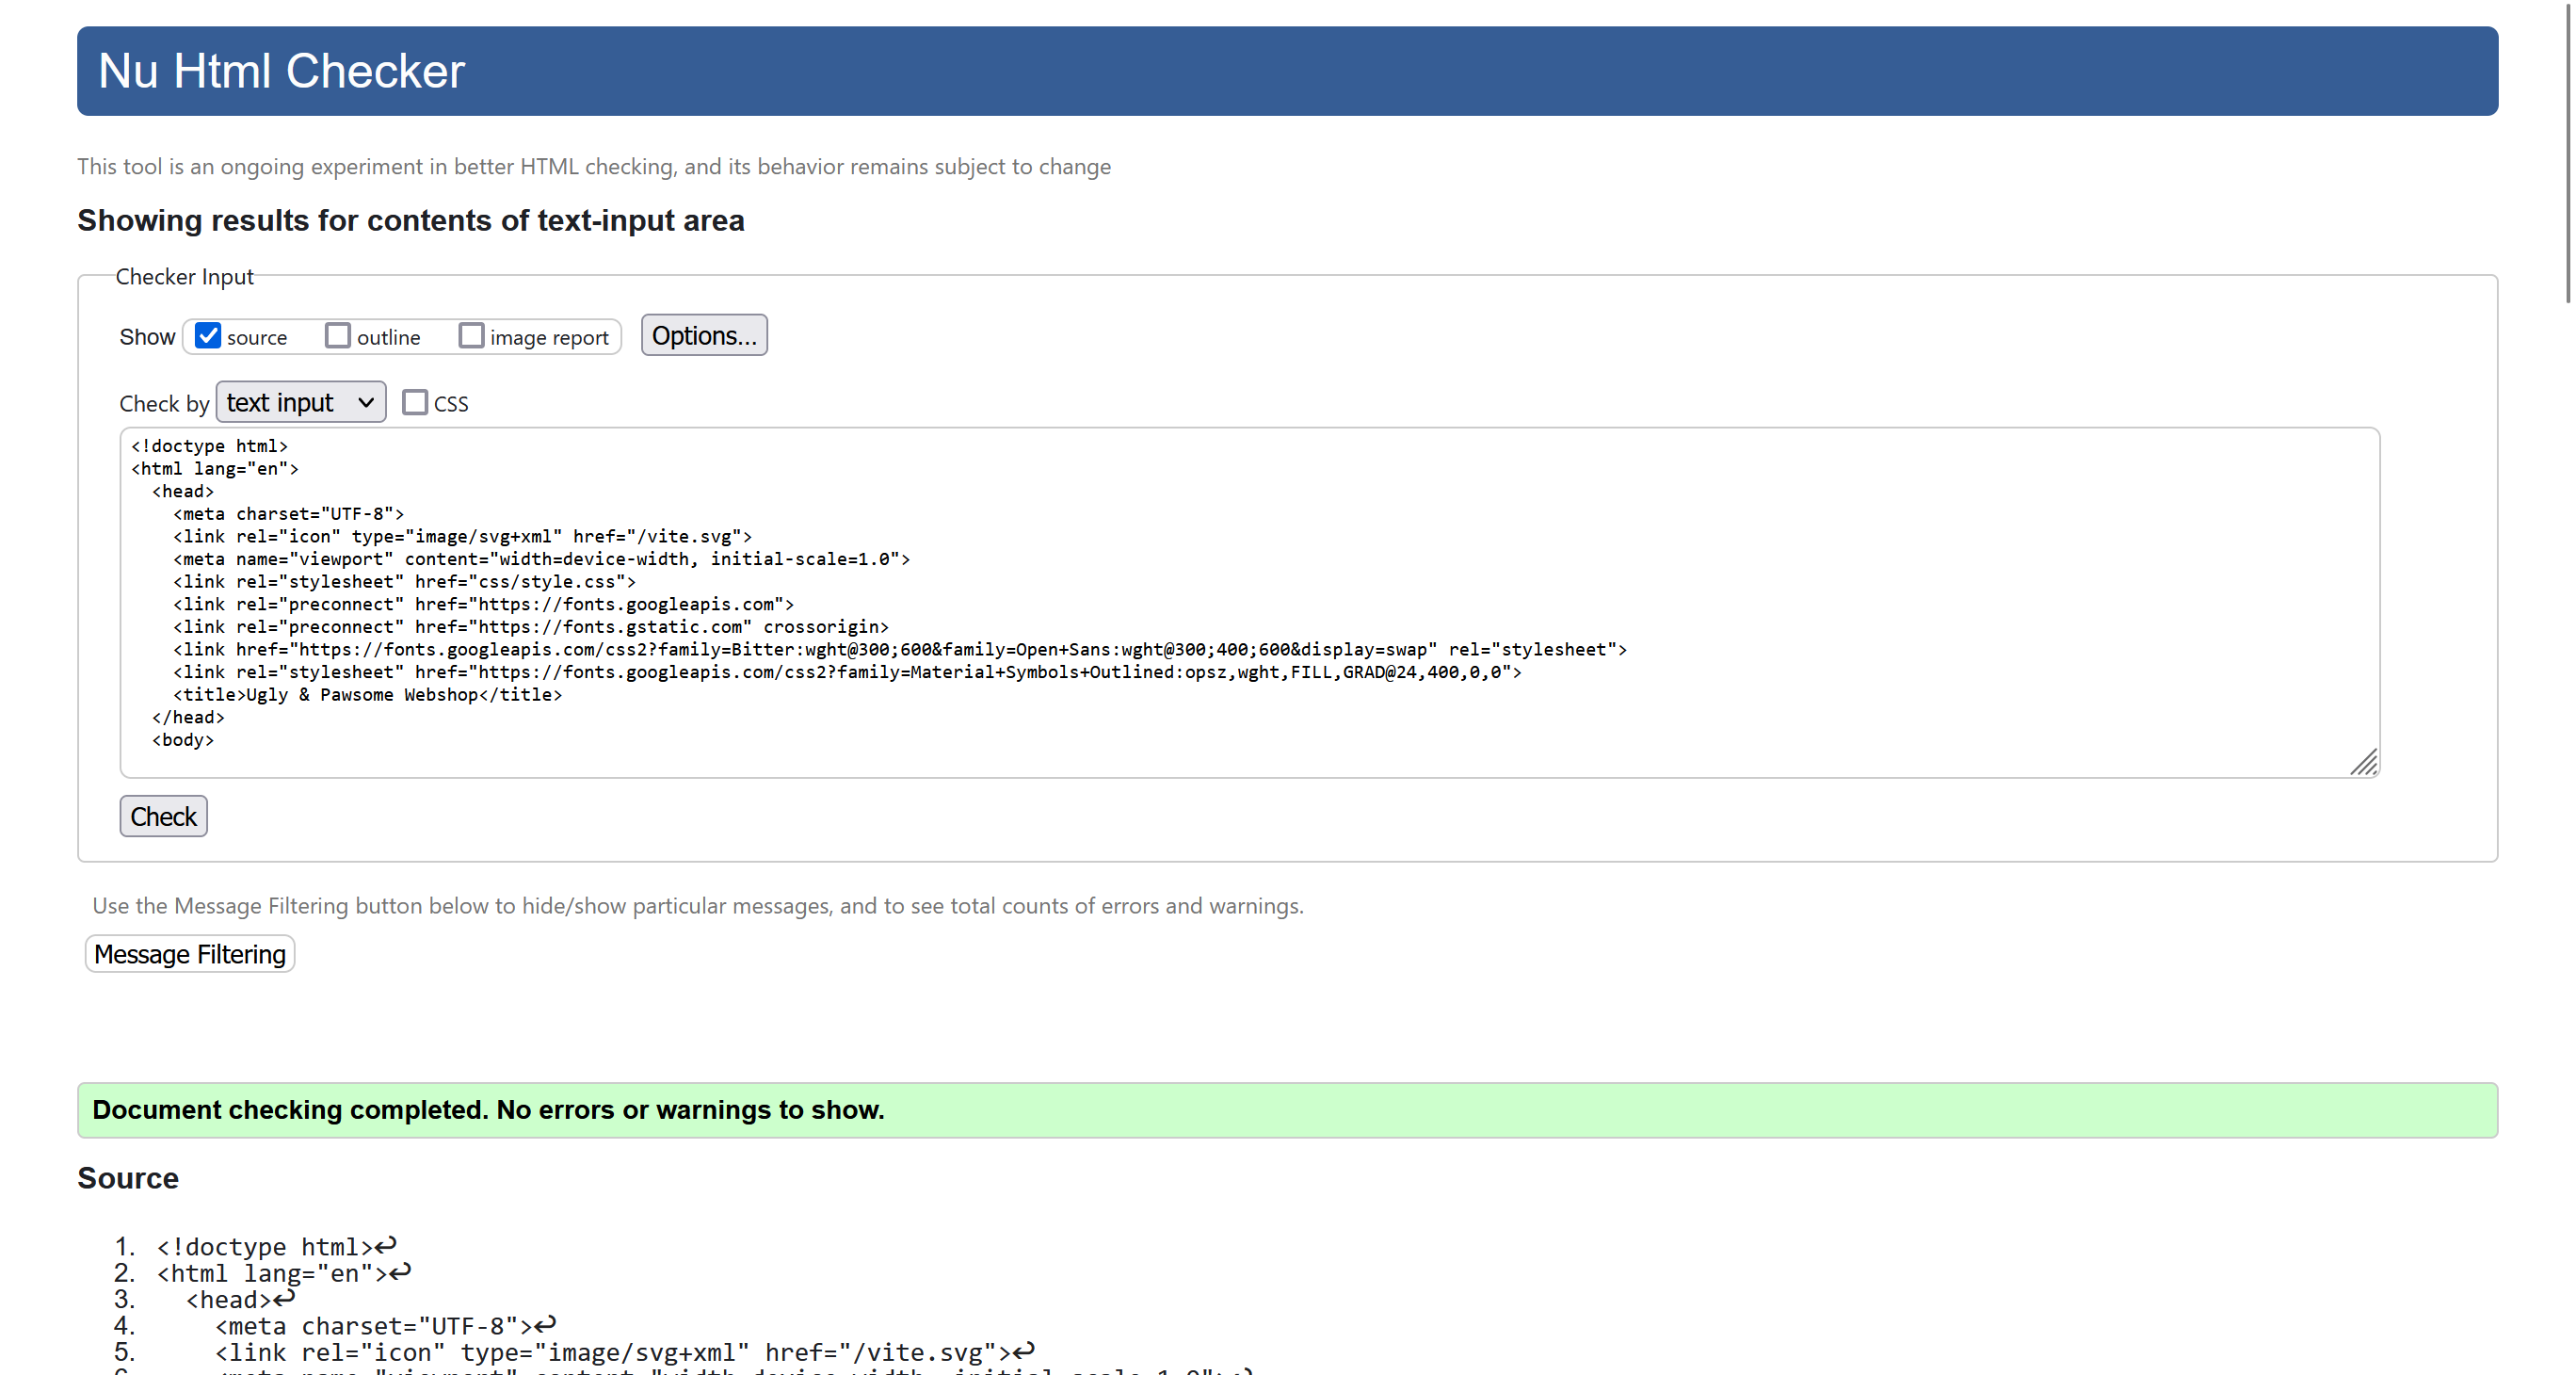 Nu Html Checker
This tool is an ongoing experiment in better HTML checking, and its behavior remains subject to change
Showing results for contents of text-input area
Checker Input
Show source outline image report Options...
Check by text input CSS
<!doctype html>
<html lang="en">
  <head>
    <meta charset="UTF-8">
    <link rel="icon" type="image/svg+xml" href="/vite.svg">
    <meta name="viewport" content="width=device-width, initial-scale=1.0">
    <link rel="stylesheet" href="css/style.css">
    <link rel="preconnect" href="https://fonts.googleapis.com">
    <link rel="preconnect" href="https://fonts.gstatic.com" crossorigin>
    <link href="https://fonts.googleapis.com/css2?family=Bitter:wght@300;600&family=Open+Sans:wght@300;400;600&display=swap" rel="stylesheet">
    <link rel="stylesheet" href="https://fonts.googleapis.com/css2?family=Material+Symbols+Outlined:opsz,wght,FILL,GRAD@24,400,0,0">
    <title>Ugly & Pawsome Webshop</title>
  </head>
  <body>
Check
Use the Message Filtering button below to hide/show particular messages, and to see total counts of errors and warnings.
Message Filtering
Document checking completed. No errors or warnings to show.
Source
1. <!doctype html>↩
2. <html lang="en">↩
3.   <head>↩
4.     <meta charset="UTF-8">↩
5.     <link rel="icon" type="image/svg+xml" href="/vite.svg">↩